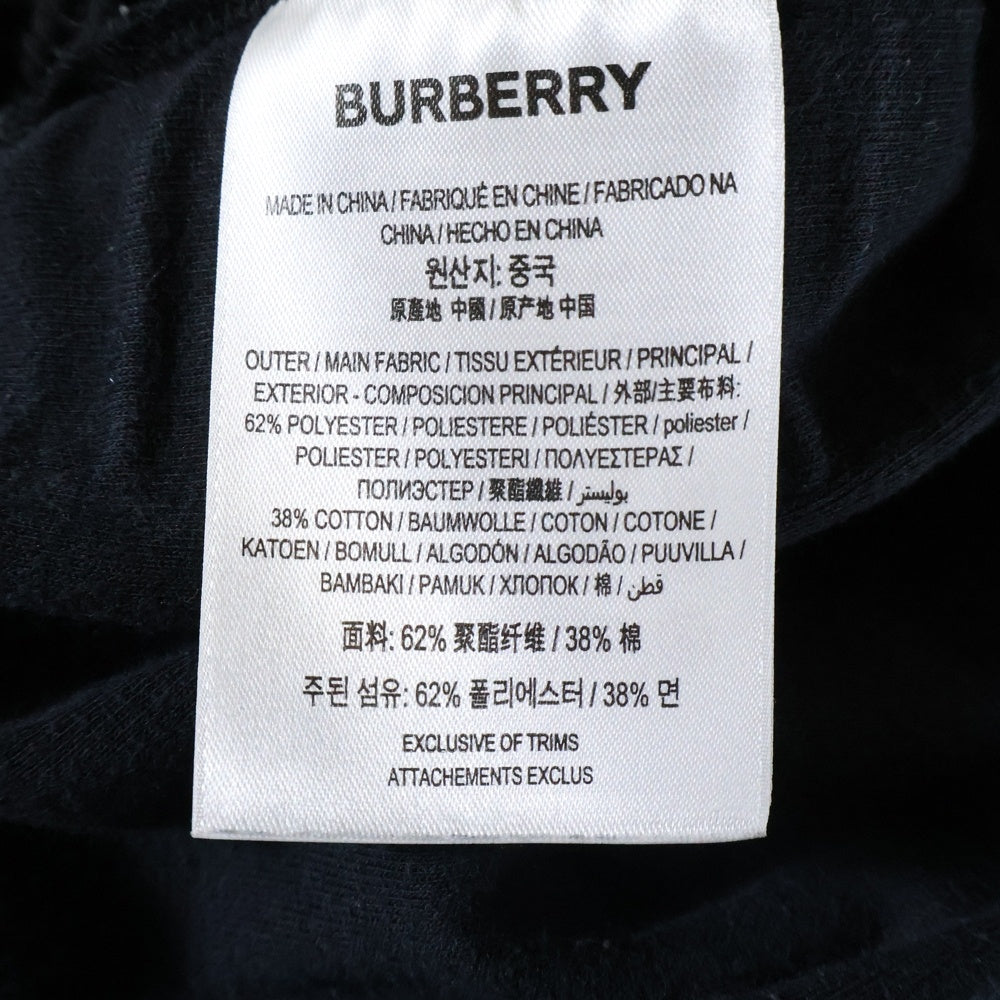 BURBERRY
MADE IN CHINA / FABRIQUÉ EN CHINE / FABRICADO NA
CHINA / HECHO EN CHINA
원산지: 중국
原產地 中國 / 原产地 中国
OUTER / MAIN FABRIC / TISSU EXTÉRIEUR / PRINCIPAL /
EXTERIOR - COMPOSICION PRINCIPAL / 外部/主要布料:
62% POLYESTER / POLIESTERE / POLIÉSTER / poliester /
POLIESTER / POLYESTERI / ΠΟΛΥΕΣΤΕΡΑΣ /
ПОЛИЭСТЕР / 聚酯纖維 / بوليستر
38% COTTON / BAUMWOLLE / COTON / COTONE /
KATOEN / BOMULL / ALGODÓN / ALGODÃO / PUUVILLA /
BAMBAKI / PAMUK / ХЛОПОК / 棉 / قطن
面料: 62% 聚酯纤维 / 38% 棉
주된 섬유: 62% 폴리에스터 / 38% 면
EXCLUSIVE OF TRIMS
ATTACHEMENTS EXCLUS